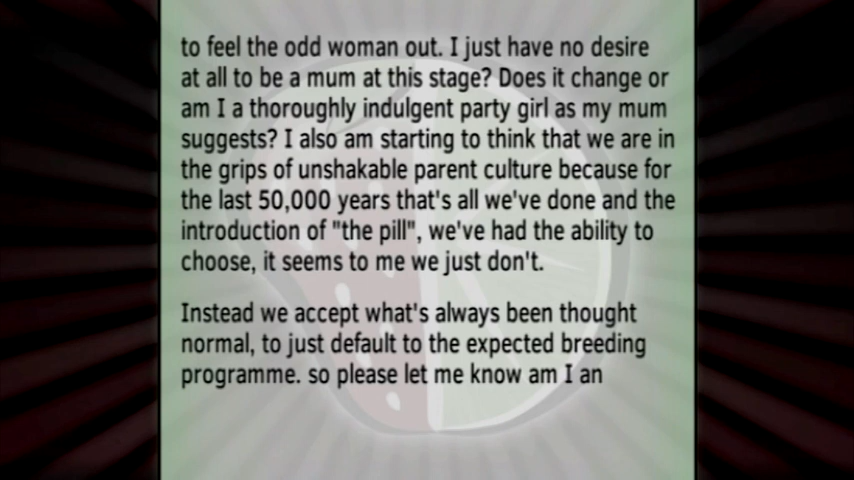 to feel the odd woman out. I just have no desire
at all to be a mum at this stage? Does it change or
am I a thoroughly indulgent party girl as my mum
suggests? I also am starting to think that we are in
the grips of unshakable parent culture because for
the last 50,000 years that's all we've done and the
introduction of "the pill", we've had the ability to
choose, it seems to me we just don't.
Instead we accept what's always been thought
normal, to just default to the expected breeding
programme. so please let me know am I an